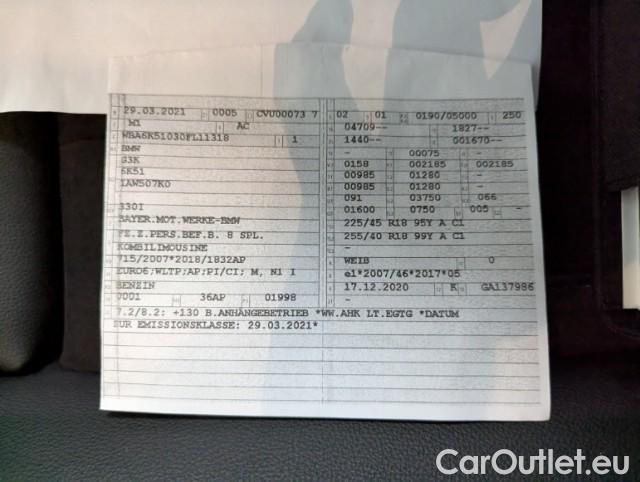 29.03.2021 0005 CVU00073 7
M1 AC
WBA6K51030FL11318 1
BMW
G3K
6K51
1AW507K0
330I
BAYER.MOT.WERKE-BMW
FZ.Z.PERS.BEF.B. 8 SPL.
KOMBILIMOUSINE
715/2007*2018/1832AP
EURO6;WLTP;AP;PI/CI; M, N1 I
BENZIN
0001 36AP 01998
02 01 0190/05000 250
04709-- 1827--
1440-- 001670--
- 00075 - -
0158 002185 002185
00985 01280 -
00985 01280 -
091 03750 066
01600 0750 005 -
225/45 R18 95Y A C1
255/40 R18 99Y A C1
-
WEIß 0
e1*2007/46*2017*05
17.12.2020 K GA137986
-
7.2/8.2: +130 B.ANHÄNGEBETRIEB *WW.AHK LT.EGTG *DATUM
ZUR EMISSIONSKLASSE: 29.03.2021*
CarOutlet.eu